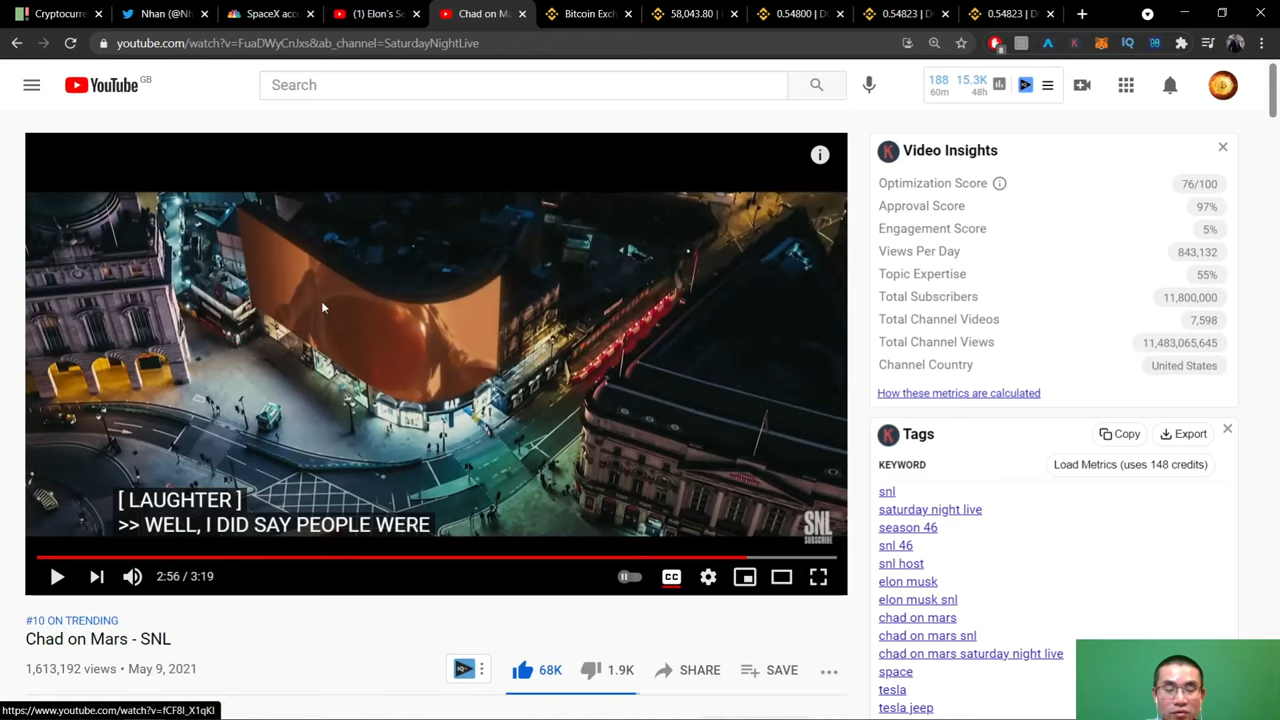 Cryptocurren
Nhan (@Nh
SpaceX acc
(1) Elon's Se
Chad on Ma
Bitcoin Exch
58,043.80 |
0.54800 | D
0.54823 | D
0.54823 | D
youtube.com/watch?v=FuaDWyCnJxs&ab_channel=SaturdayNightLive
8
YouTube GB
Search
188 15.3K
60m 48h
Video Insights
Optimization Score 76/100
Approval Score 97%
Engagement Score 5%
Views Per Day 843,132
Topic Expertise 55%
Total Subscribers 11,800,000
Total Channel Videos 7,598
Total Channel Views 11,483,065,645
Channel Country United States
How these metrics are calculated
Tags
Copy
Export
KEYWORD
Load Metrics (uses 148 credits)
snl
saturday night live
season 46
snl 46
snl host
elon musk
elon musk snl
chad on mars
chad on mars snl
chad on mars saturday night live
space
tesla
tesla jeep
[ LAUGHTER ]
>> WELL, I DID SAY PEOPLE WERE
SNL
SUBSCRIBE
2:56 / 3:19
CC
#10 ON TRENDING
Chad on Mars - SNL
1,613,192 views • May 9, 2021
68K
1.9K
SHARE
SAVE
https://www.youtube.com/watch?v=fCF8I_X1qKI